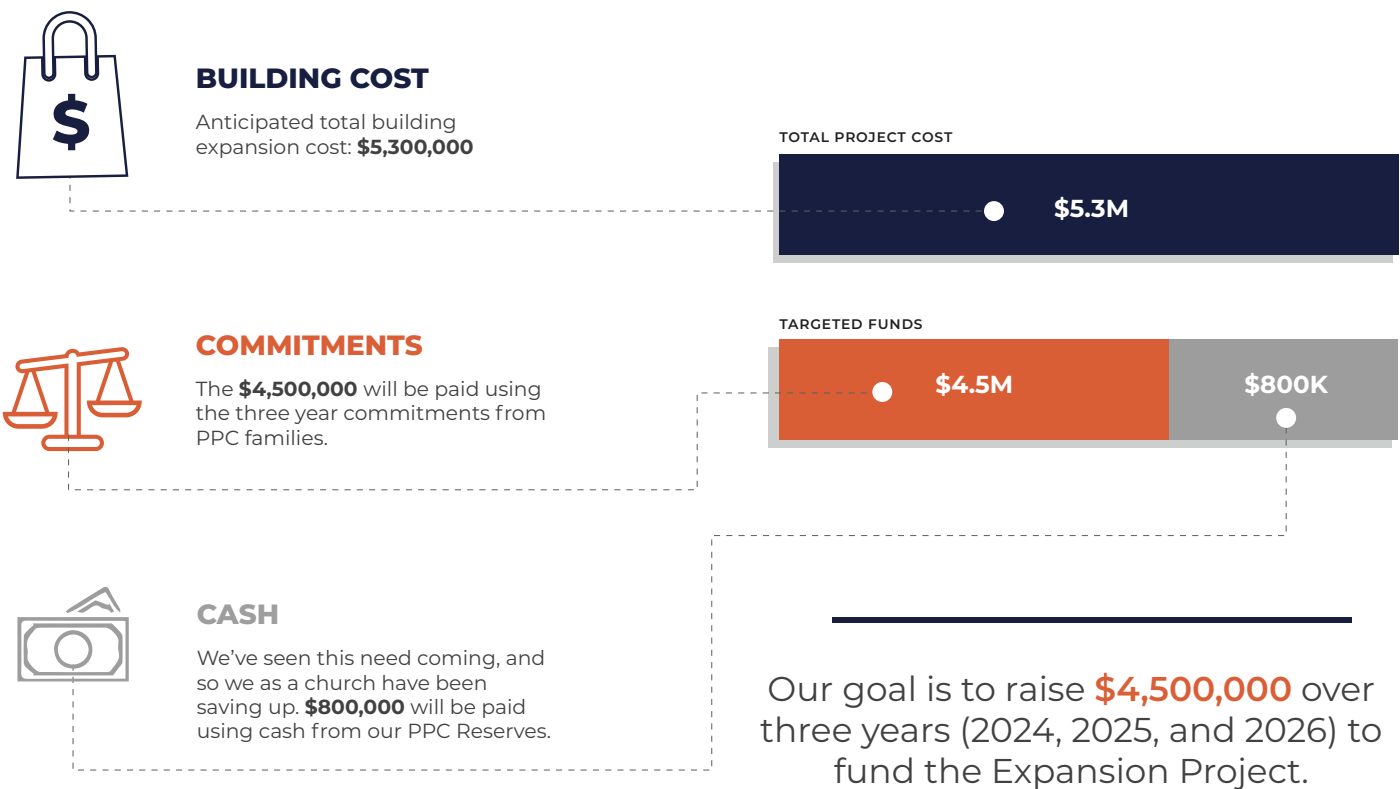 $
BUILDING COST
Anticipated total building
expansion cost: $5,300,000
TOTAL PROJECT COST
$5.3M
COMMITMENTS
The $4,500,000 will be paid using
the three year commitments from
PPC families.
TARGETED FUNDS
$4.5M
$800K
CASH
We’ve seen this need coming, and
so we as a church have been
saving up. $800,000 will be paid
using cash from our PPC Reserves.
Our goal is to raise $4,500,000 over
three years (2024, 2025, and 2026) to
fund the Expansion Project.